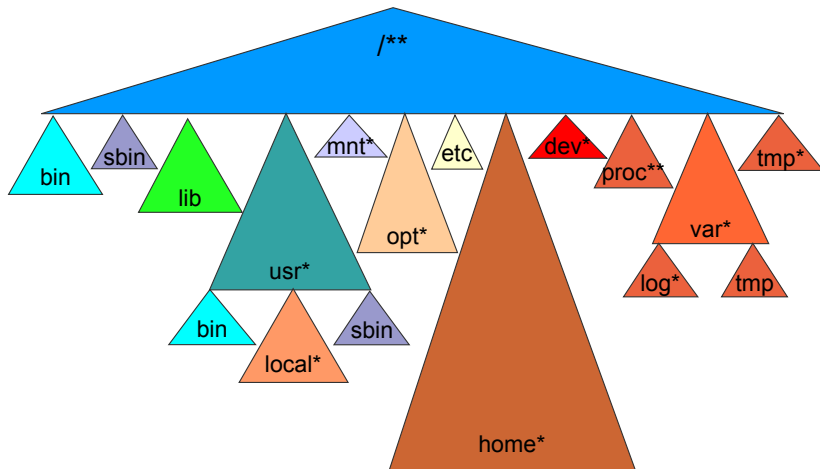 /**
bin
sbin
lib
usr*
mnt*
opt*
etc
home*
dev*
proc**
var*
tmp*
bin
local*
sbin
log*
tmp